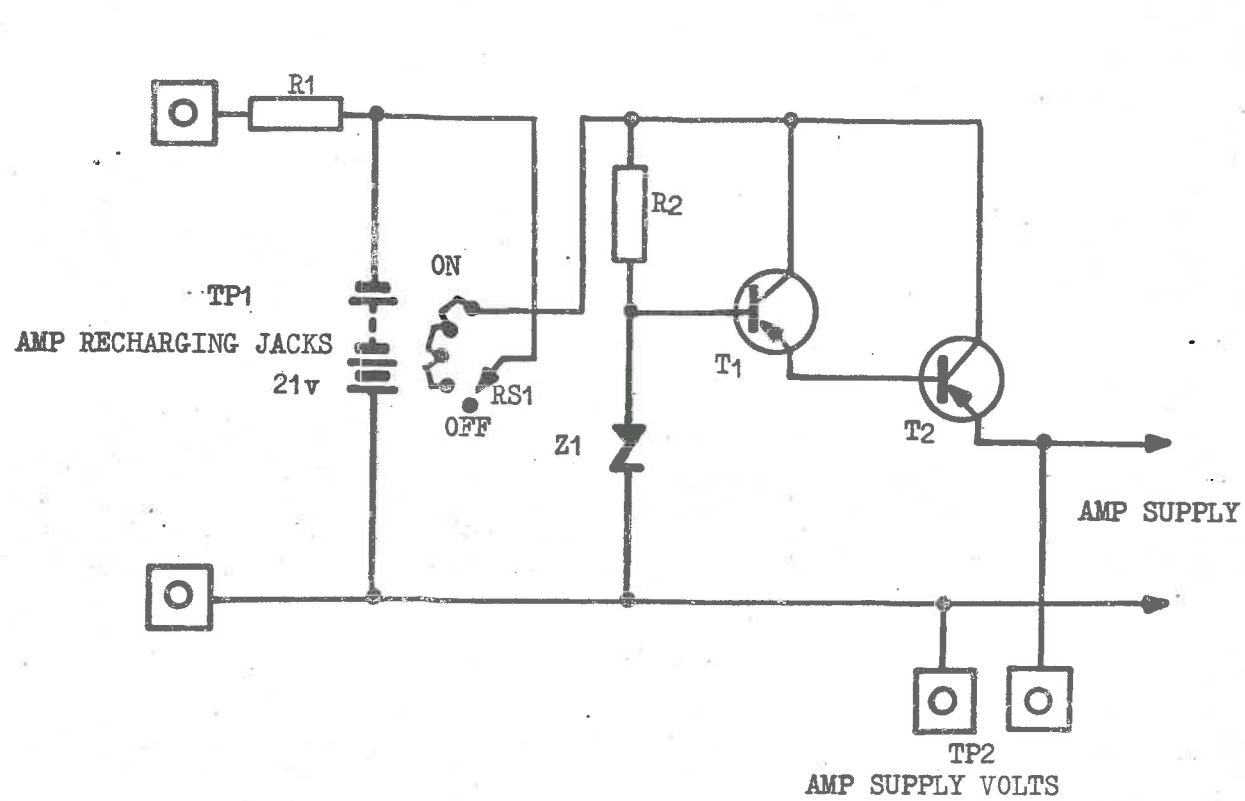 R1
R2
ON
TP1
AMP RECHARGING JACKS
21v
RS1
OFF
T1
T2
Z1
AMP SUPPLY
TP2
AMP SUPPLY VOLTS